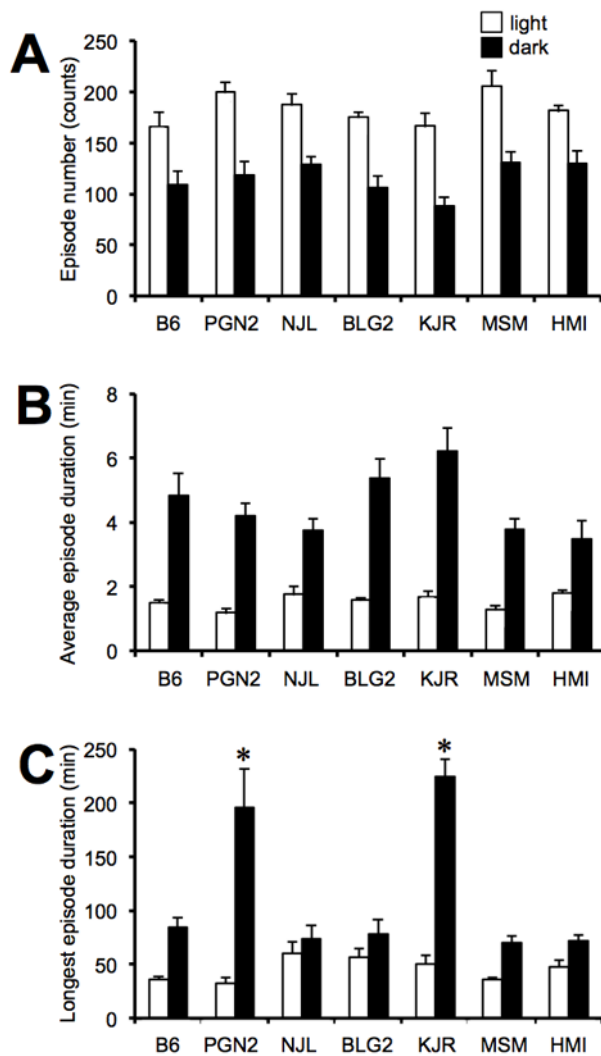 light
dark
A
Episode number (counts)
250
200
150
100
50
0
B6 PGN2 NJL BLG2 KJR MSM HMI
B
Average episode duration (min)
8
6
4
2
0
B6 PGN2 NJL BLG2 KJR MSM HMI
C
Longest episode duration (min)
250
200
150
100
50
0
* *
B6 PGN2 NJL BLG2 KJR MSM HMI